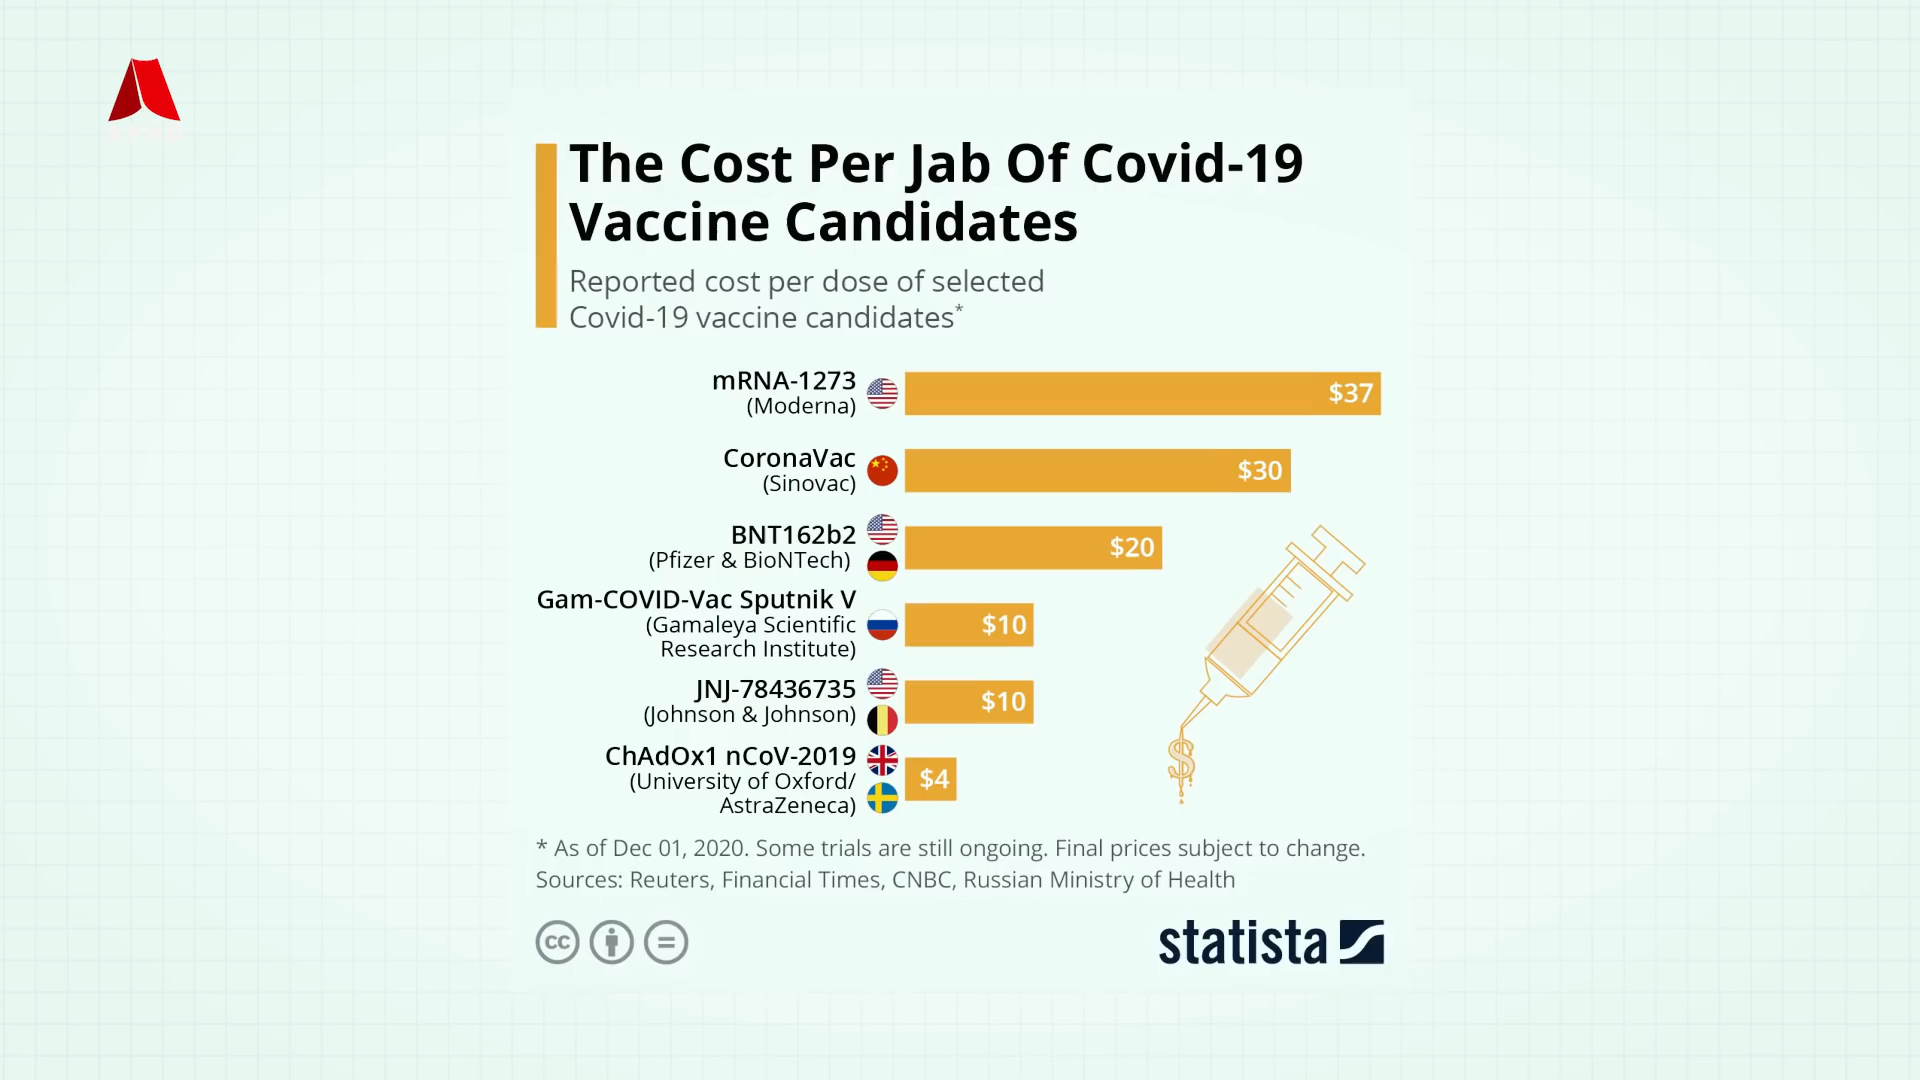 The Cost Per Jab Of Covid-19
Vaccine Candidates
Reported cost per dose of selected
Covid-19 vaccine candidates*
mRNA-1273
(Moderna)
$37
CoronaVac
(Sinovac)
$30
BNT162b2
(Pfizer & BioNTech)
$20
Gam-COVID-Vac Sputnik V
(Gamaleya Scientific
Research Institute)
$10
JNJ-78436735
(Johnson & Johnson)
$10
ChAdOx1 nCoV-2019
(University of Oxford/
AstraZeneca)
$4
$
* As of Dec 01, 2020. Some trials are still ongoing. Final prices subject to change.
Sources: Reuters, Financial Times, CNBC, Russian Ministry of Health
cc
=
statista